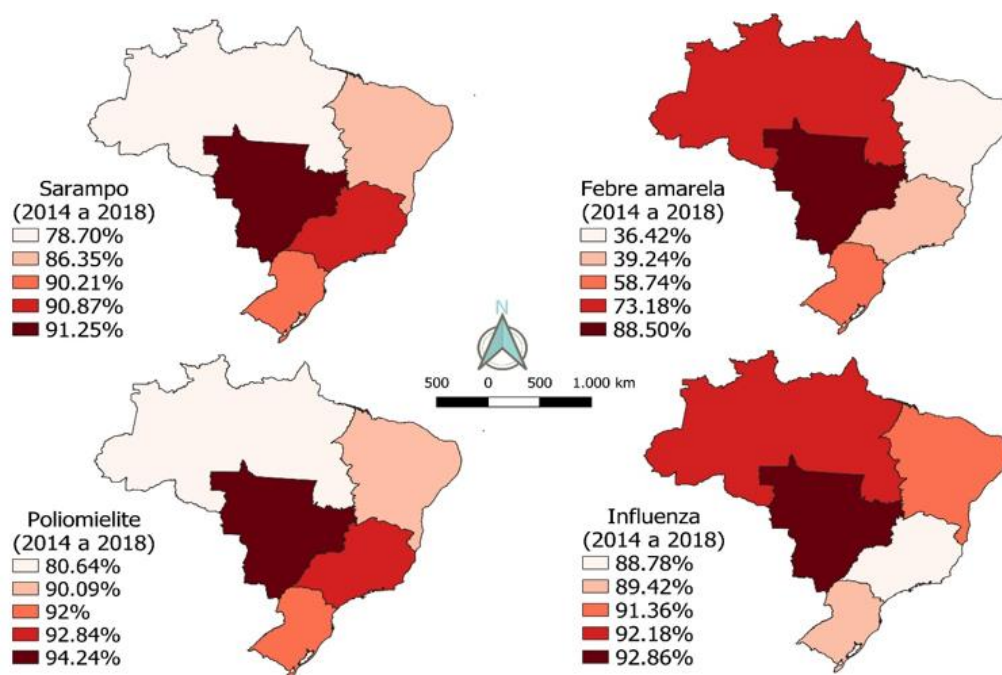 Sarampo
(2014 a 2018)
78.70%
86.35%
90.21%
90.87%
91.25%
Febre amarela
(2014 a 2018)
36.42%
39.24%
58.74%
73.18%
88.50%
N
500 0 500 1.000 km
Poliomielite
(2014 a 2018)
80.64%
90.09%
92%
92.84%
94.24%
Influenza
(2014 a 2018)
88.78%
89.42%
91.36%
92.18%
92.86%